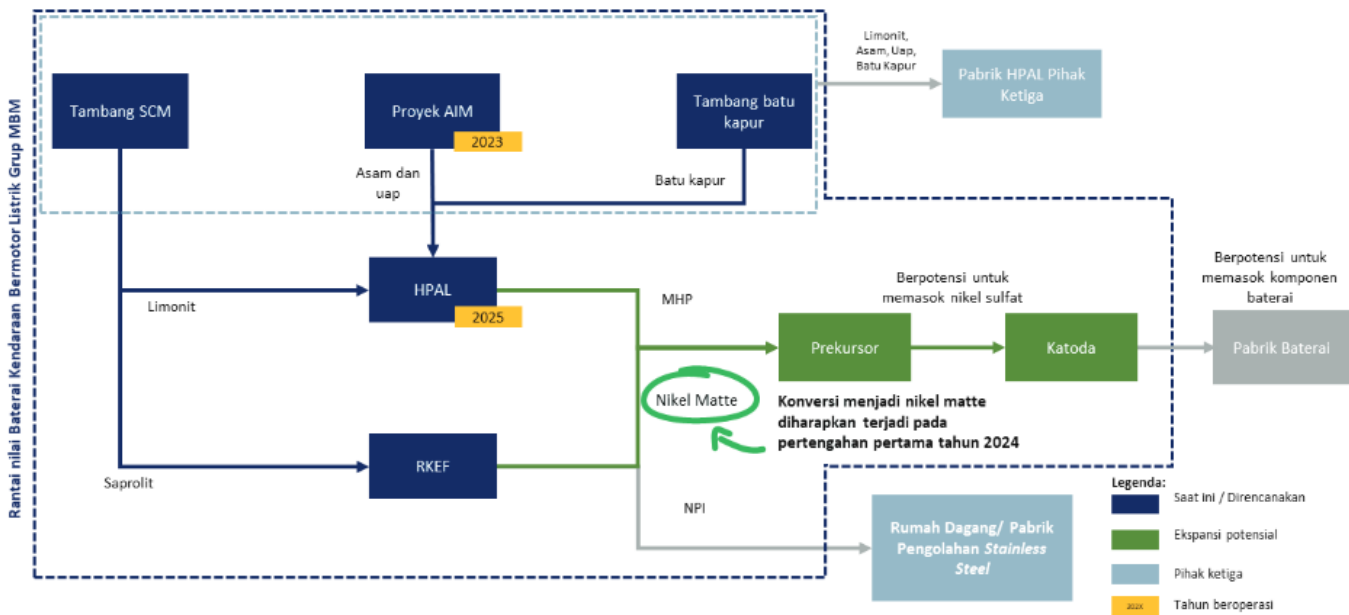 Rantai nilai Baterai Kendaraan Bermotor Listrik Grup MBM
Tambang SCM
Proyek AIM
2023
Tambang batu
kapur
Limonit,
Asam, Uap,
Batu Kapur
Pabrik HPAL Pihak
Ketiga
Asam dan
uap
Batu kapur
HPAL
2025
Limonit
MHP
Berpotensi untuk
memasok nikel sulfat
Berpotensi untuk
memasok komponen
baterai
Prekursor
Katoda
Pabrik Baterai
Nikel Matte
Konversi menjadi nikel matte
diharapkan terjadi pada
pertengahan pertama tahun 2024
RKEF
Saprolit
NPI
Rumah Dagang/ Pabrik
Pengolahan Stainless
Steel
Legenda:
Saat ini / Direncanakan
Ekspansi potensial
Pihak ketiga
202X
Tahun beroperasi